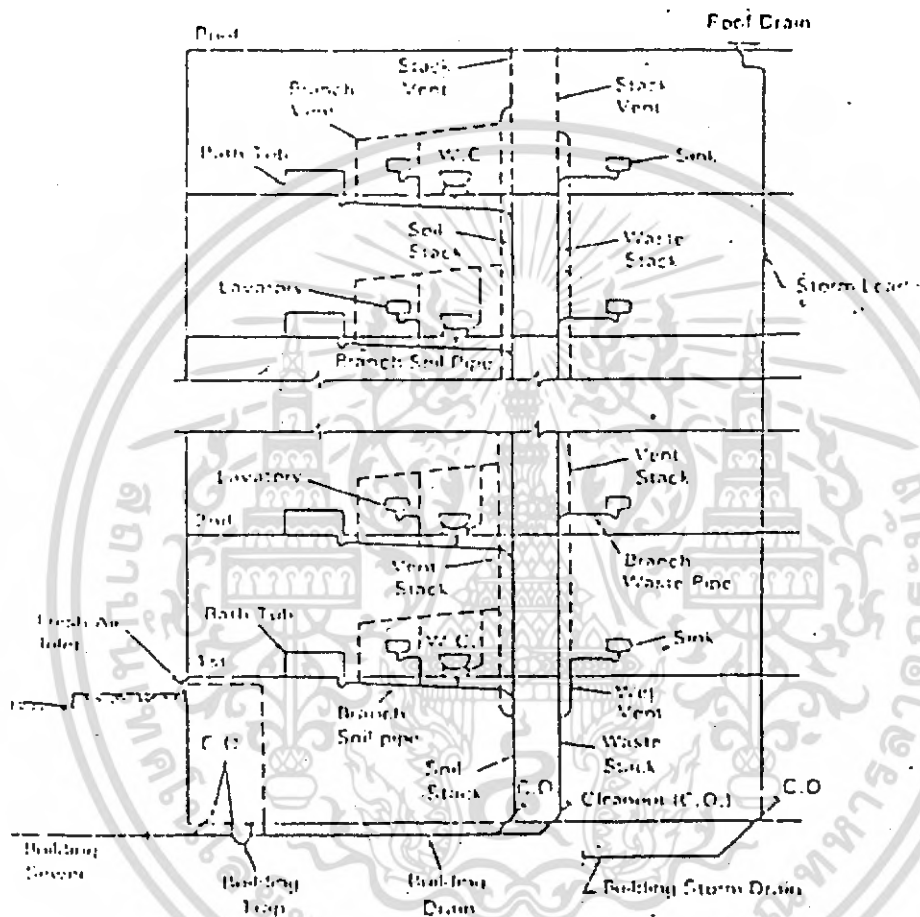 Roof Drain
Roof
Stack
Vent
Stack
Vent
Branch
Vent
Bath Tub
W.C
Sink
Soil
Stack
Waste
Stack
Lavatory
Storm Leader
Branch Soil Pipe
Lavatory
Vent
Stack
2nd
Branch
Waste Pipe
Vent
Stack
Fresh Air
Inlet
Bath Tub
W.C.
Sink
1st
Wet
Vent
Branch
Soil pipe
Waste
Stack
C.O.
Soil
Stack
C.O
Cleanout (C.O.)
C.O
Building
Sewer
Building
Trap
Building
Drain
Building Storm Drain